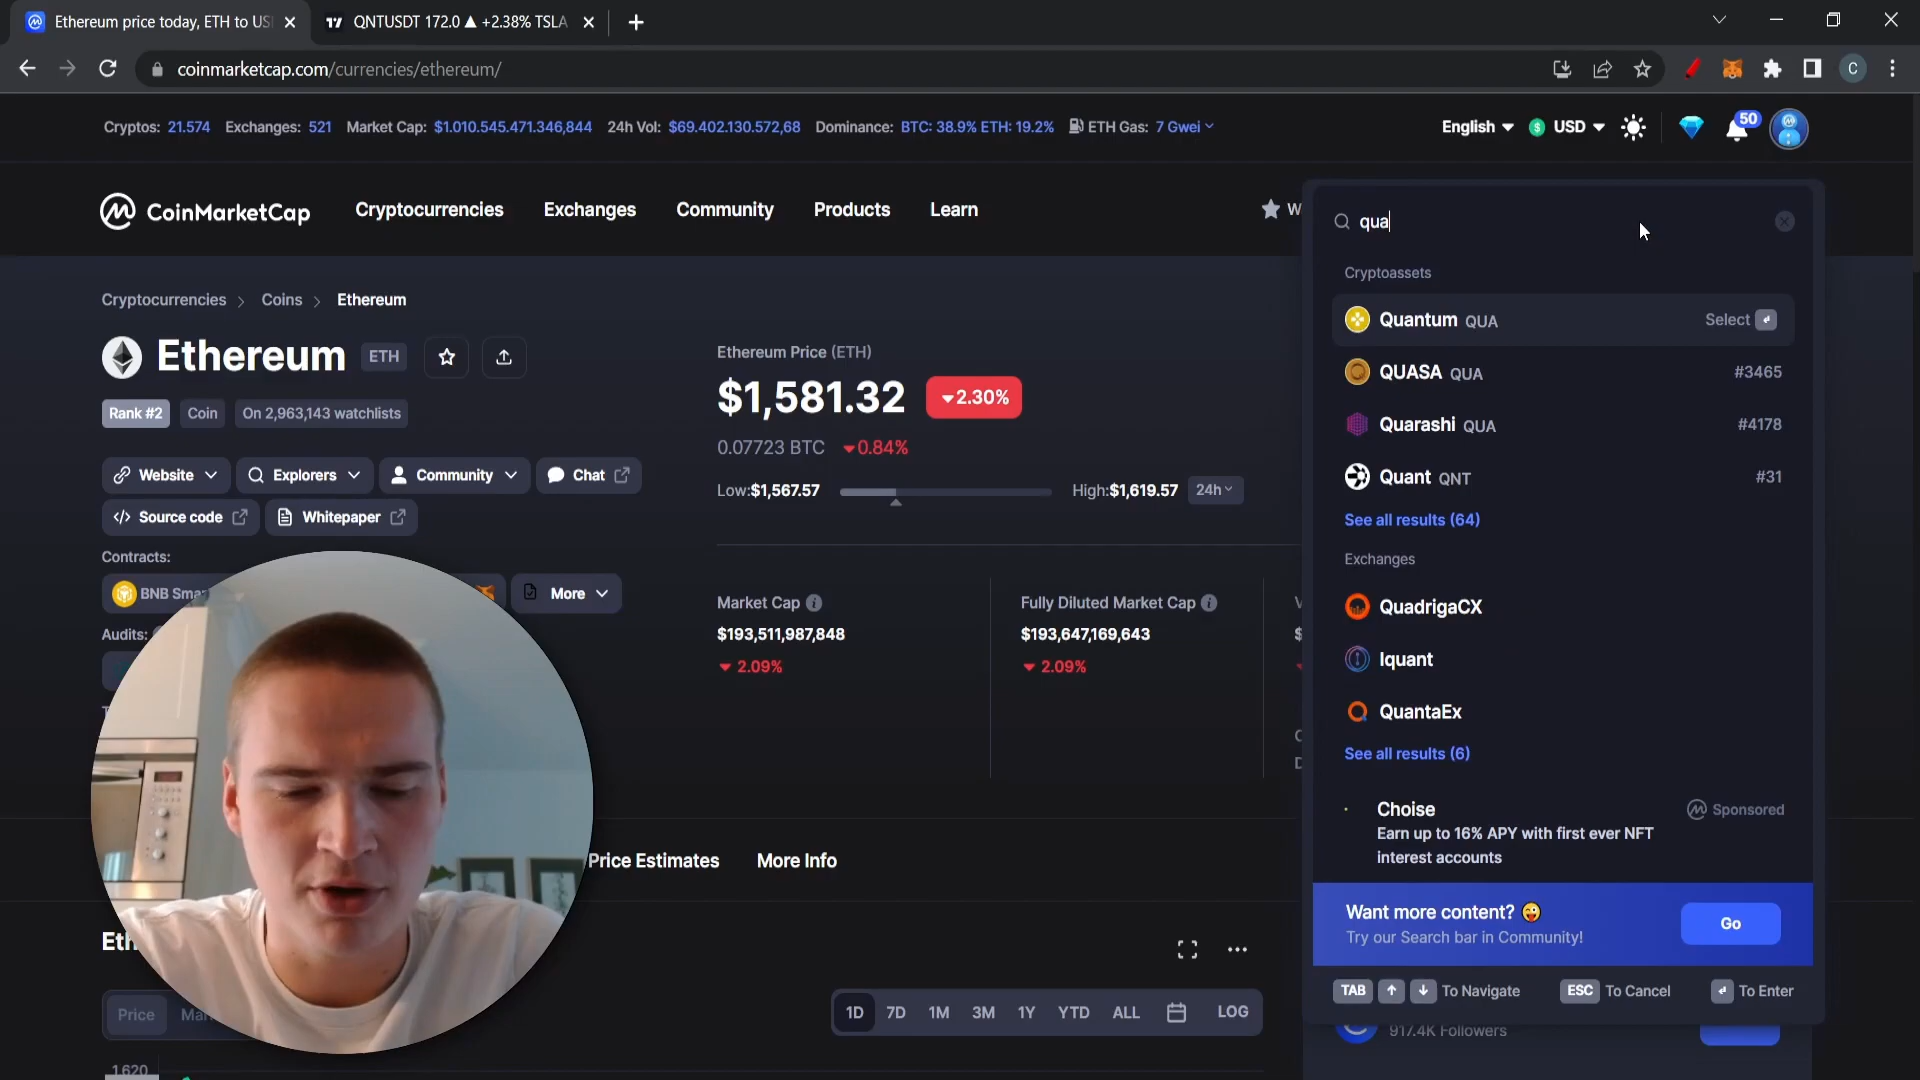 Ethereum price today, ETH to US
QNTUSDT 172.0 ▲ +2.38% TSLA
coinmarketcap.com/currencies/ethereum/
C
Cryptos: 21.574 Exchanges: 521 Market Cap: $1.010.545.471.346,844 24h Vol: $69.402.130.572,68 Dominance: BTC: 38.9% ETH: 19.2% ETH Gas: 7 Gwei
English USD 50
CoinMarketCap Cryptocurrencies Exchanges Community Products Learn W
qua
Cryptoassets
Quantum QUA Select
QUASA QUA #3465
Quarashi QUA #4178
Quant QNT #31
See all results (64)
Exchanges
QuadrigaCX
Iquant
QuantaEx
See all results (6)
Choise Sponsored
Earn up to 16% APY with first ever NFT
interest accounts
Want more content? 😜
Try our Search bar in Community!
Go
TAB ↑ ↓ To Navigate ESC To Cancel To Enter
917.4K Followers
Cryptocurrencies > Coins > Ethereum
Ethereum ETH
Rank #2 Coin On 2,963,143 watchlists
Website Explorers Community Chat
Source code Whitepaper
Contracts:
BNB Smar More
Audits:
Ethereum Price (ETH)
$1,581.32 2.30%
0.07723 BTC 0.84%
Low:$1,567.57 High:$1,619.57 24h
Market Cap
$193,511,987,848
2.09%
Fully Diluted Market Cap
$193,647,169,643
2.09%
Price Estimates More Info
Eth
Price Mar
1D 7D 1M 3M 1Y YTD ALL LOG
1,620